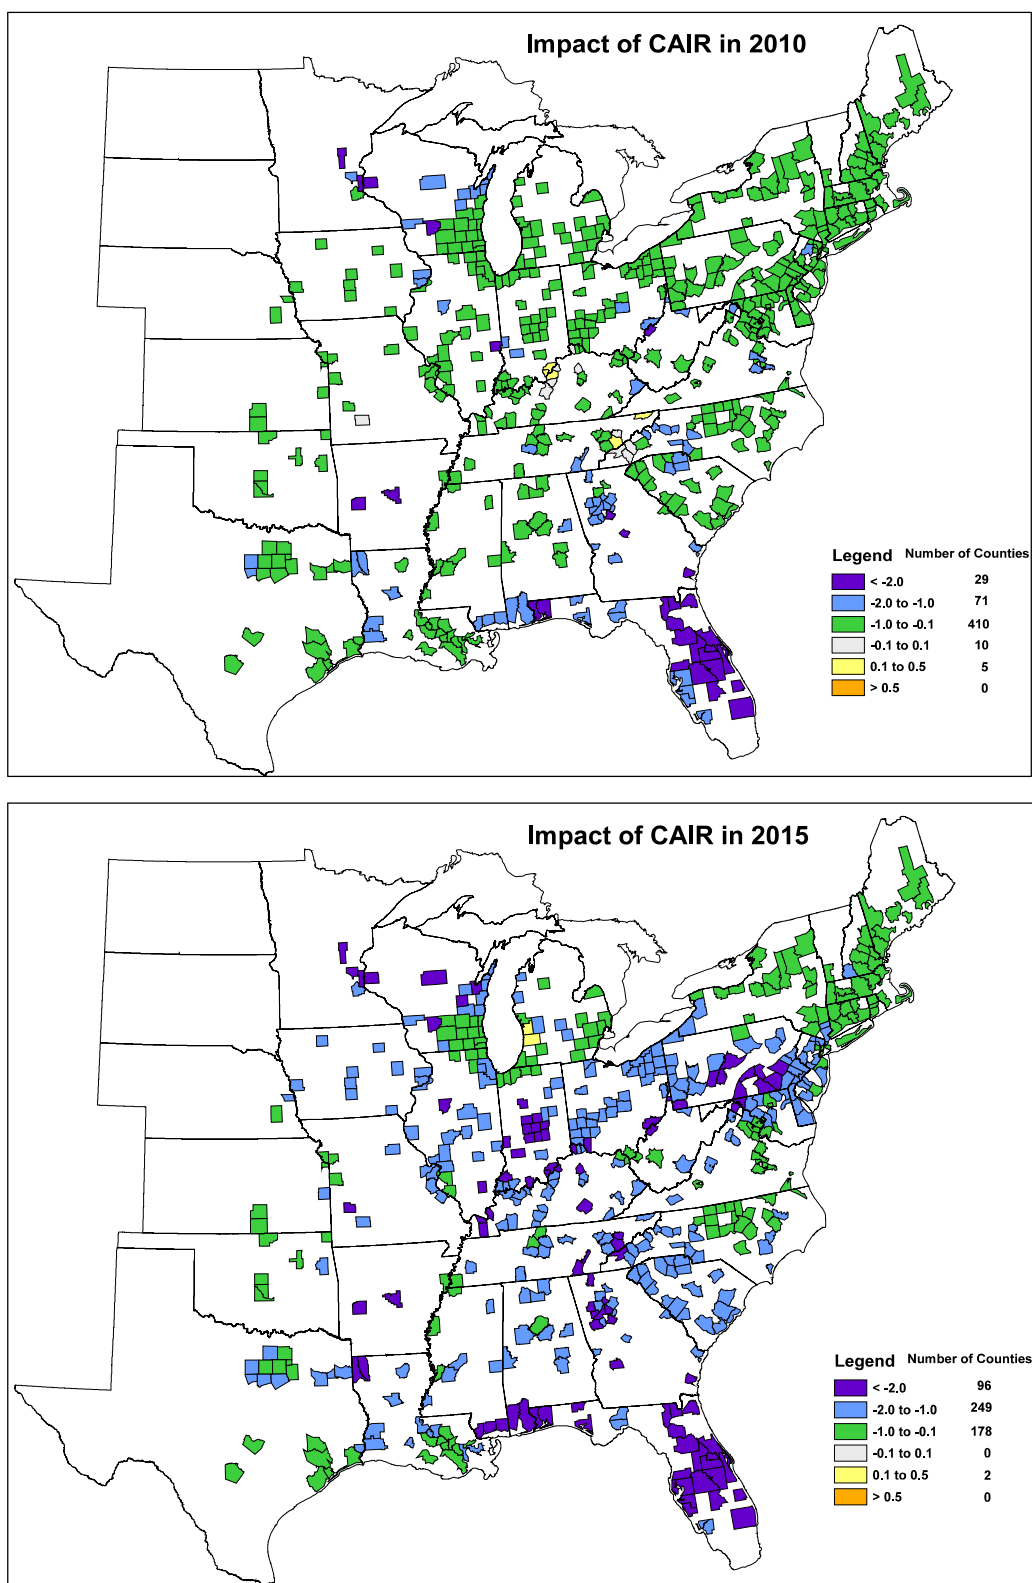 Impact of CAIR in 2010
Legend Number of Counties
< -2.0 29
-2.0 to -1.0 71
-1.0 to -0.1 410
-0.1 to 0.1 10
0.1 to 0.5 5
> 0.5 0
Impact of CAIR in 2015
Legend Number of Counties
< -2.0 96
-2.0 to -1.0 249
-1.0 to -0.1 178
-0.1 to 0.1 0
0.1 to 0.5 2
> 0.5 0